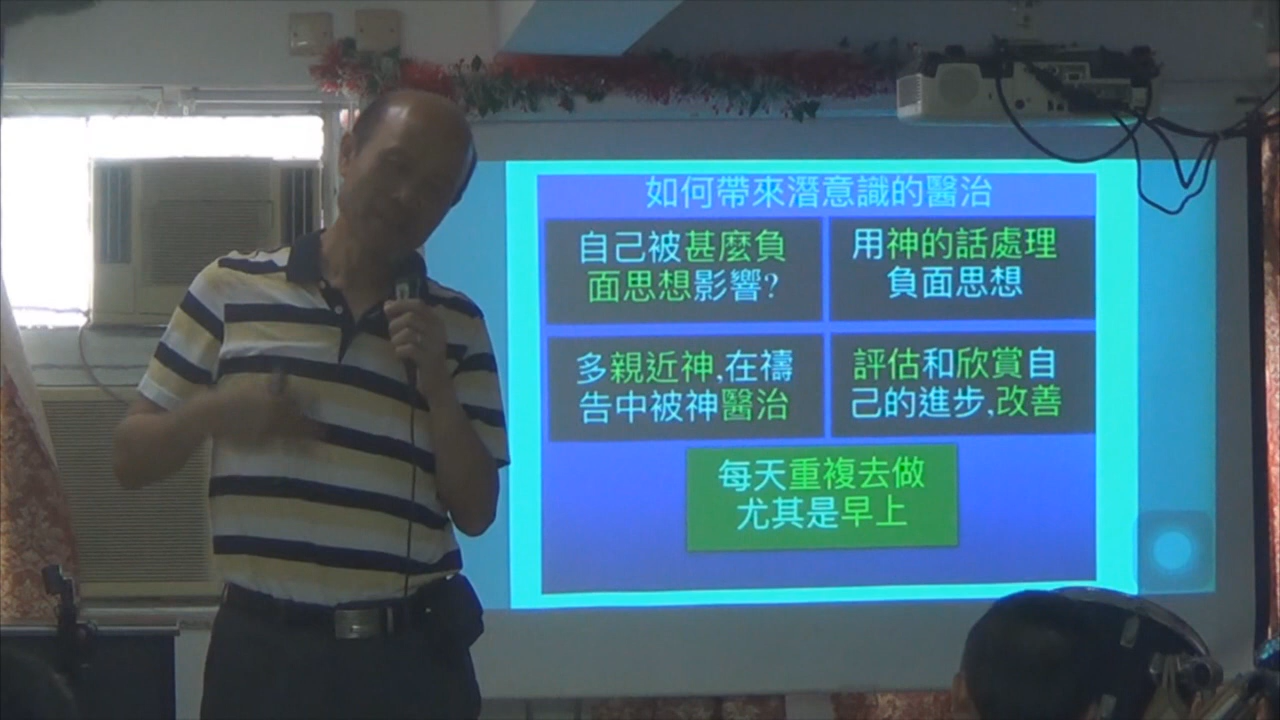 如何帶來潛意識的醫治
自己被甚麼負
面思想影響?
用神的話處理
負面思想
多親近神,在禱
告中被神醫治
評估和欣賞自
己的進步,改善
每天重複去做
尤其是早上